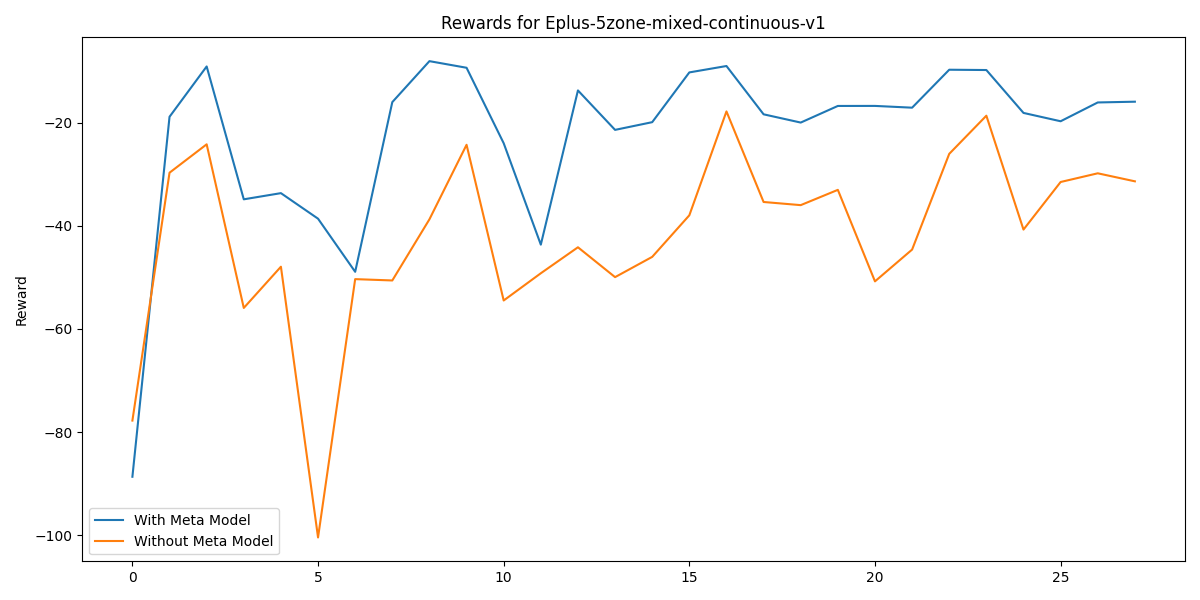 Rewards for Eplus-5zone-mixed-continuous-v1
Reward
−20
−40
−60
−80
−100
With Meta Model
Without Meta Model
0
5
10
15
20
25